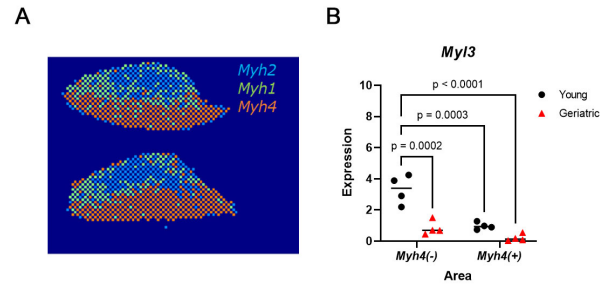 A
B
Myh2
Myh1
Myh4
Myl3
10
8
6
4
2
0
Expression
p < 0.0001
p = 0.0003
p = 0.0002
Young
Geriatric
Myh4(-)
Myh4(+)
Area